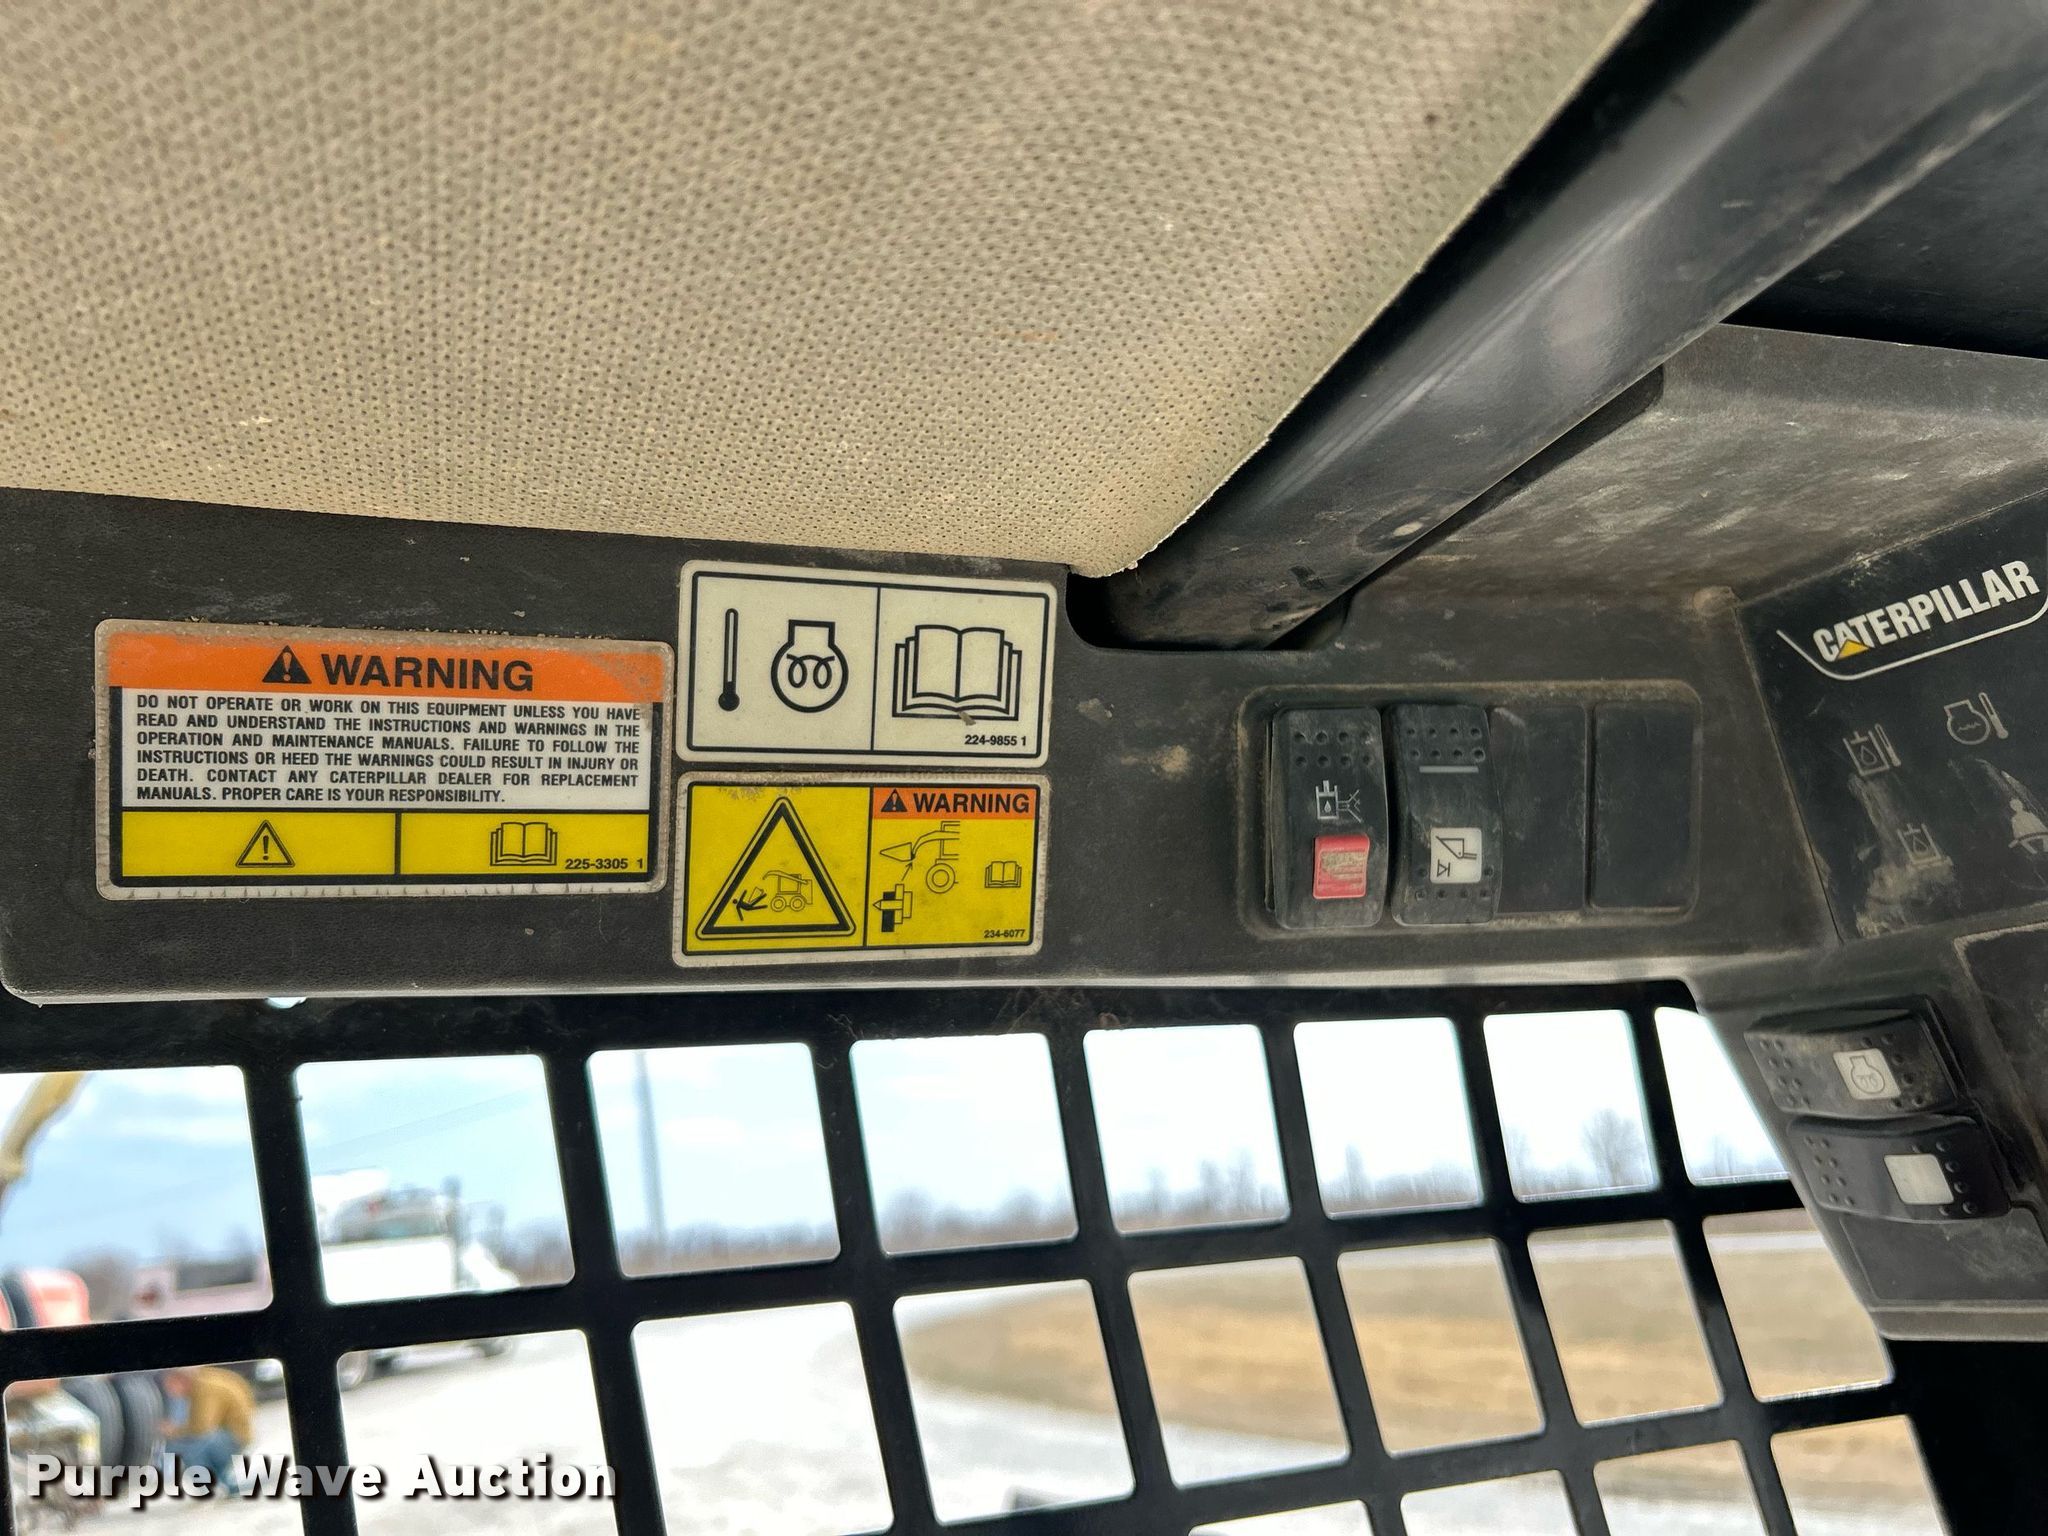 WARNING
DO NOT OPERATE OR WORK ON THIS EQUIPMENT UNLESS YOU HAVE
READ AND UNDERSTAND THE INSTRUCTIONS AND WARNINGS IN THE
OPERATION AND MAINTENANCE MANUALS. FAILURE TO FOLLOW THE
INSTRUCTIONS OR HEED THE WARNINGS COULD RESULT IN INJURY OR
DEATH. CONTACT ANY CATERPILLAR DEALER FOR REPLACEMENT
MANUALS. PROPER CARE IS YOUR RESPONSIBILITY.
225-3305 1
224-9855 1
WARNING
234-6077
CATERPILLAR
Purple Wave Auction